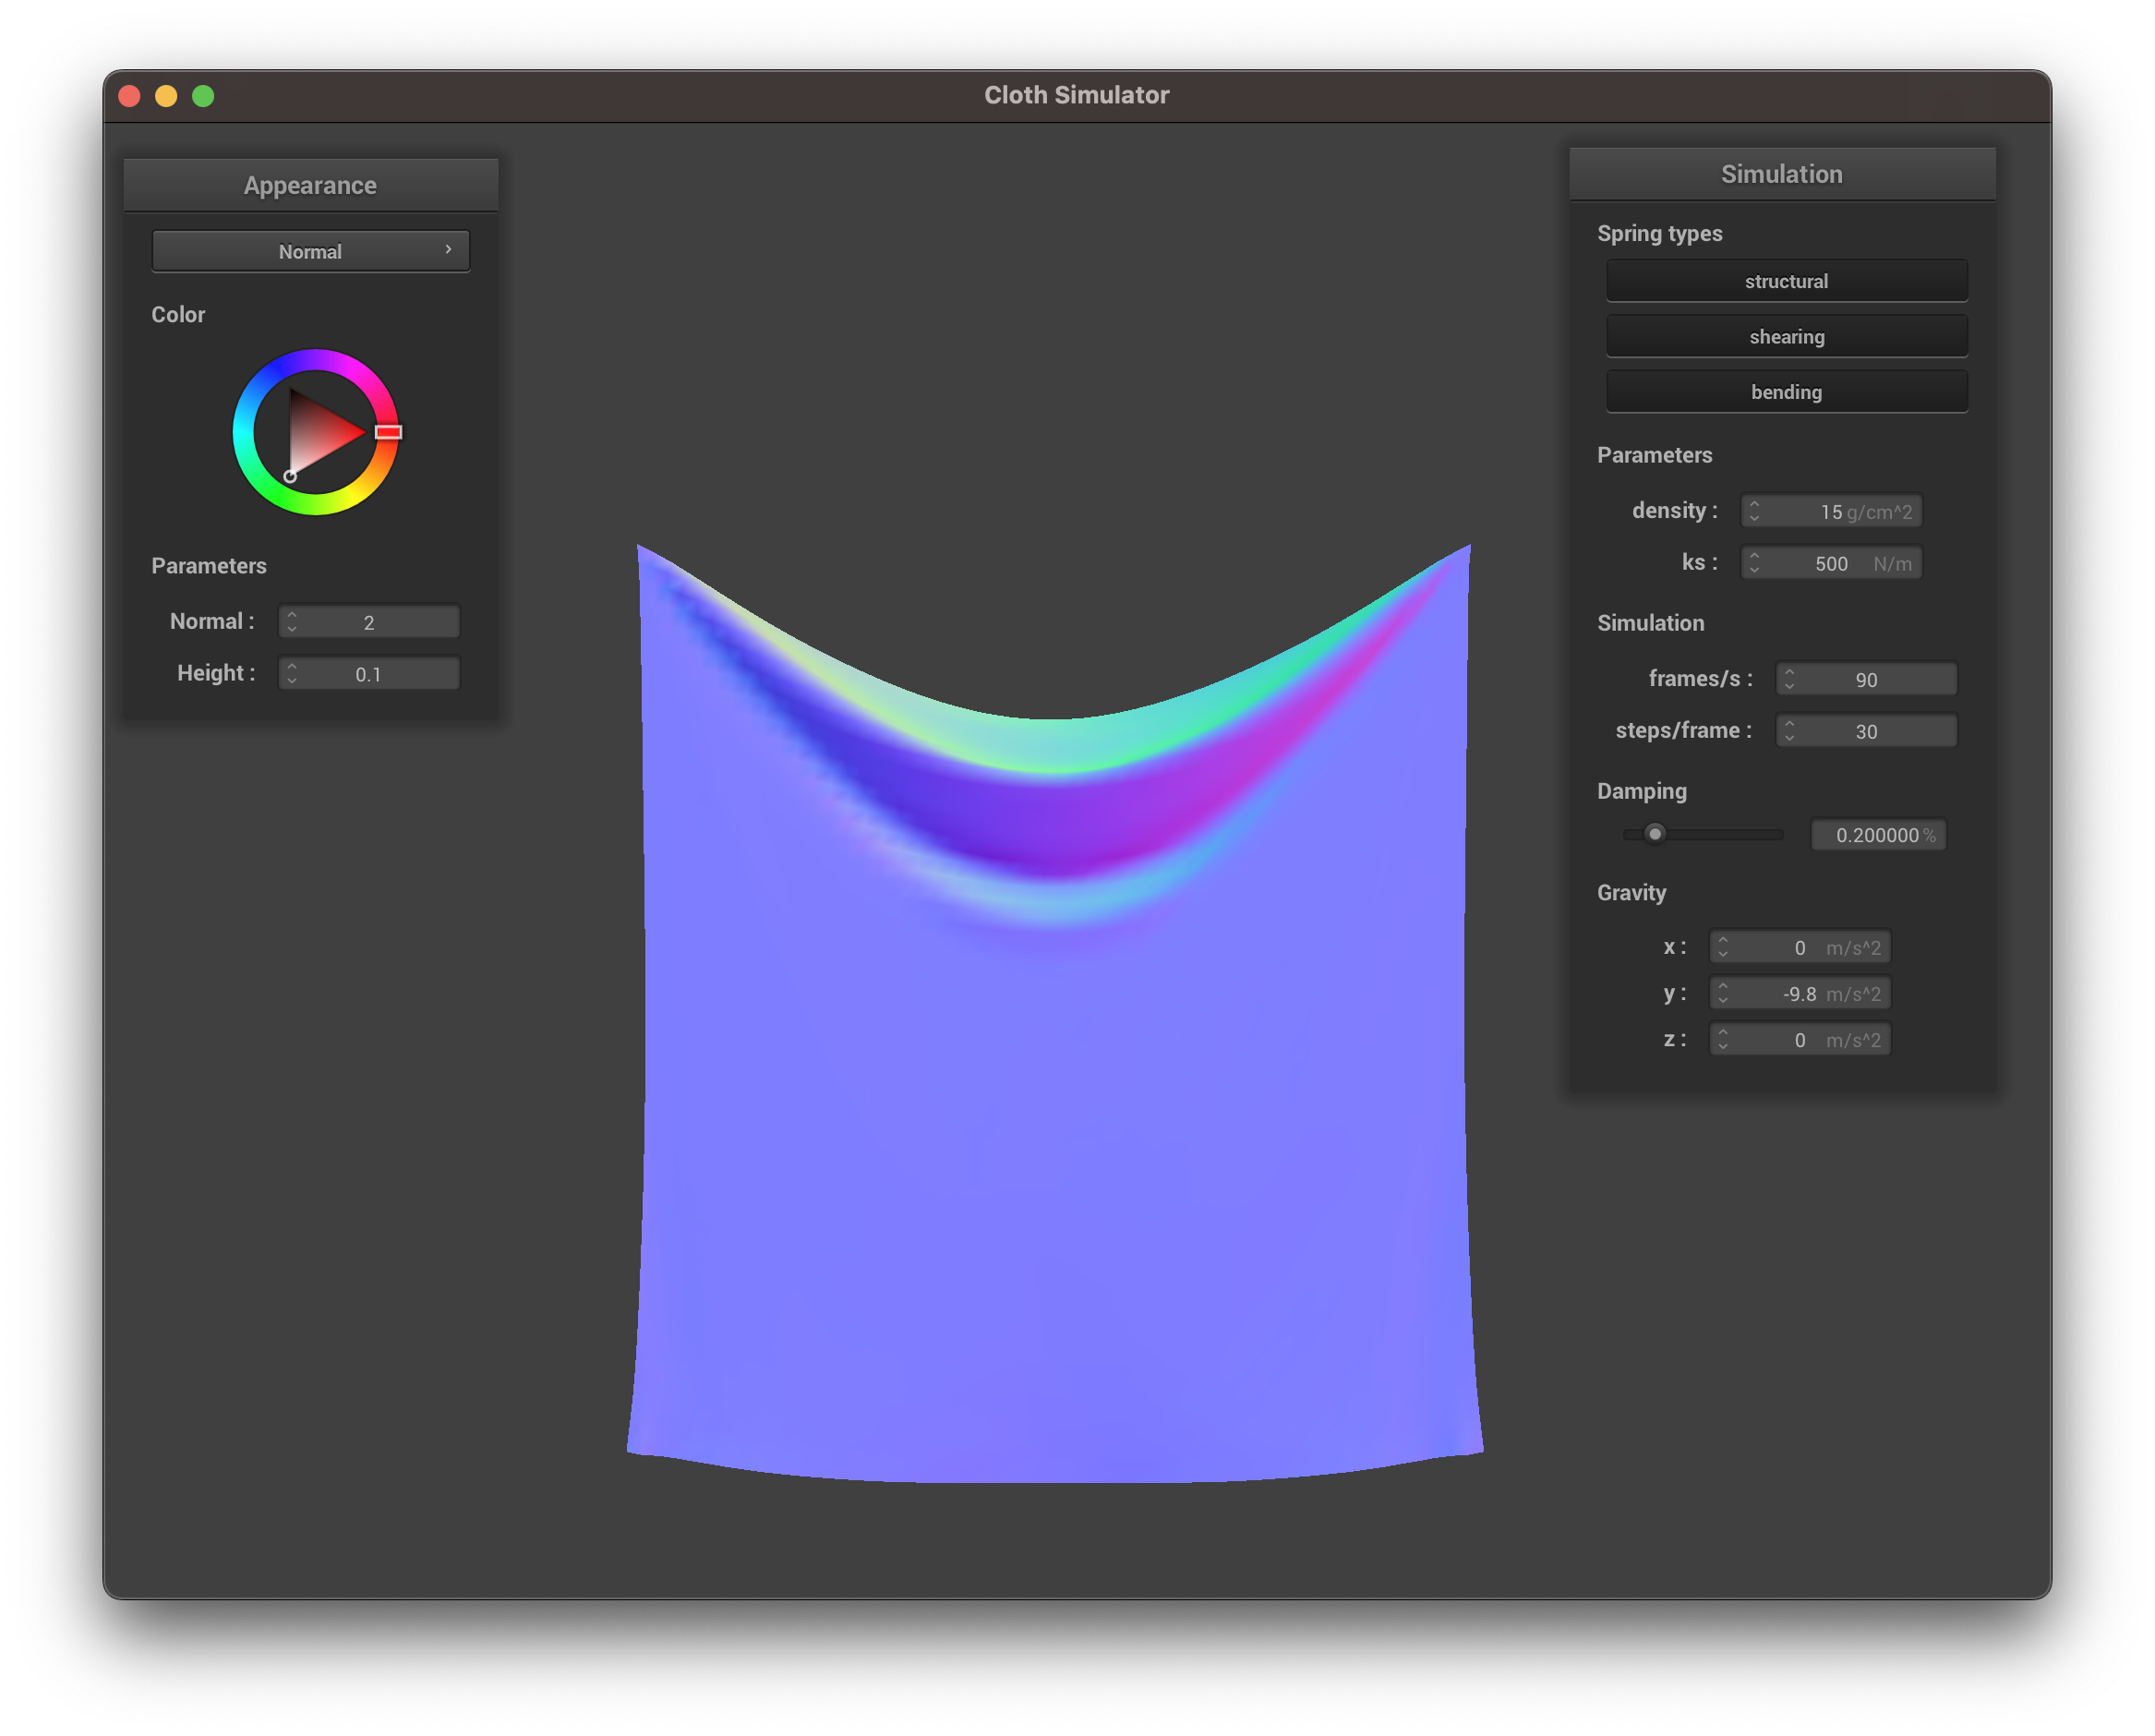 Cloth Simulator
Appearance
Normal
Color
Parameters
Normal : 2
Height : 0.1
Simulation
Spring types
structural
shearing
bending
Parameters
density : 15 g/cm^2
ks : 500 N/m
Simulation
frames/s : 90
steps/frame : 30
Damping
0.200000 %
Gravity
x : 0 m/s^2
y : -9.8 m/s^2
z : 0 m/s^2